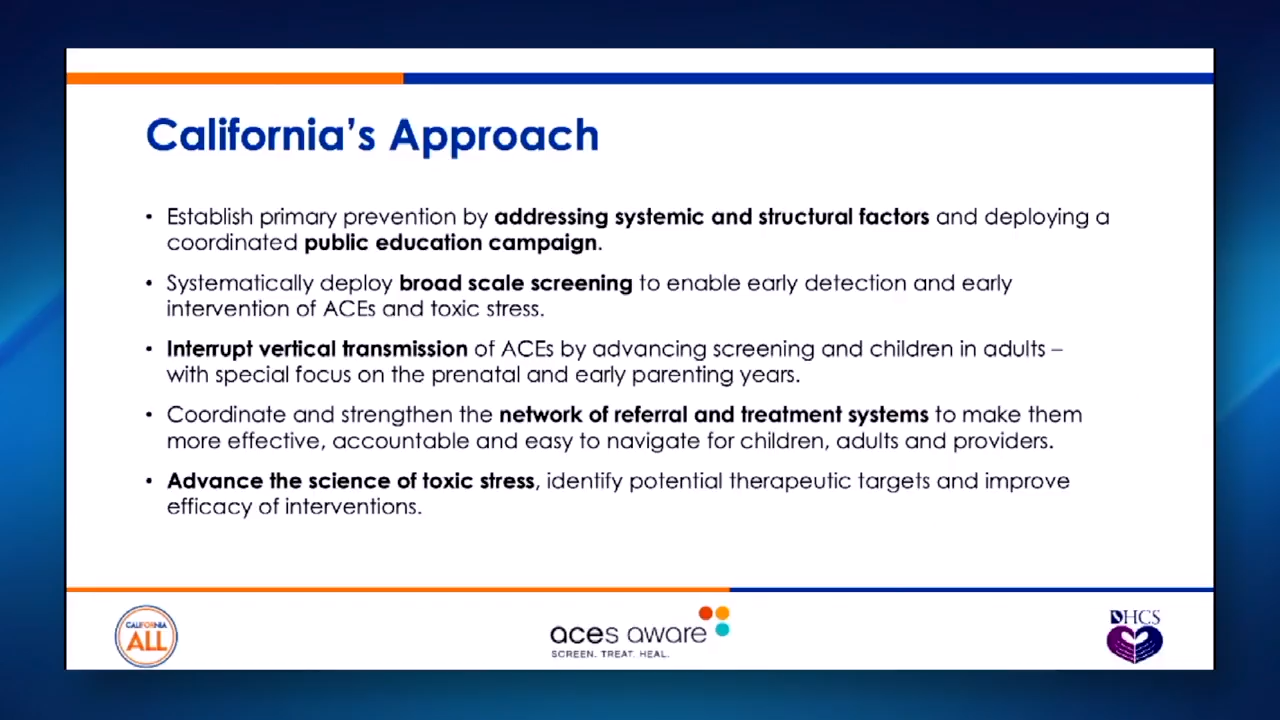 California's Approach
• Establish primary prevention by addressing systemic and structural factors and deploying a
coordinated public education campaign.
• Systematically deploy broad scale screening to enable early detection and early
intervention of ACEs and toxic stress.
• Interrupt vertical transmission of ACEs by advancing screening and children in adults –
with special focus on the prenatal and early parenting years.
• Coordinate and strengthen the network of referral and treatment systems to make them
more effective, accountable and easy to navigate for children, adults and providers.
• Advance the science of toxic stress, identify potential therapeutic targets and improve
efficacy of interventions.
CALIFORNIA
ALL
aces aware
SCREEN. TREAT. HEAL.
DHCS